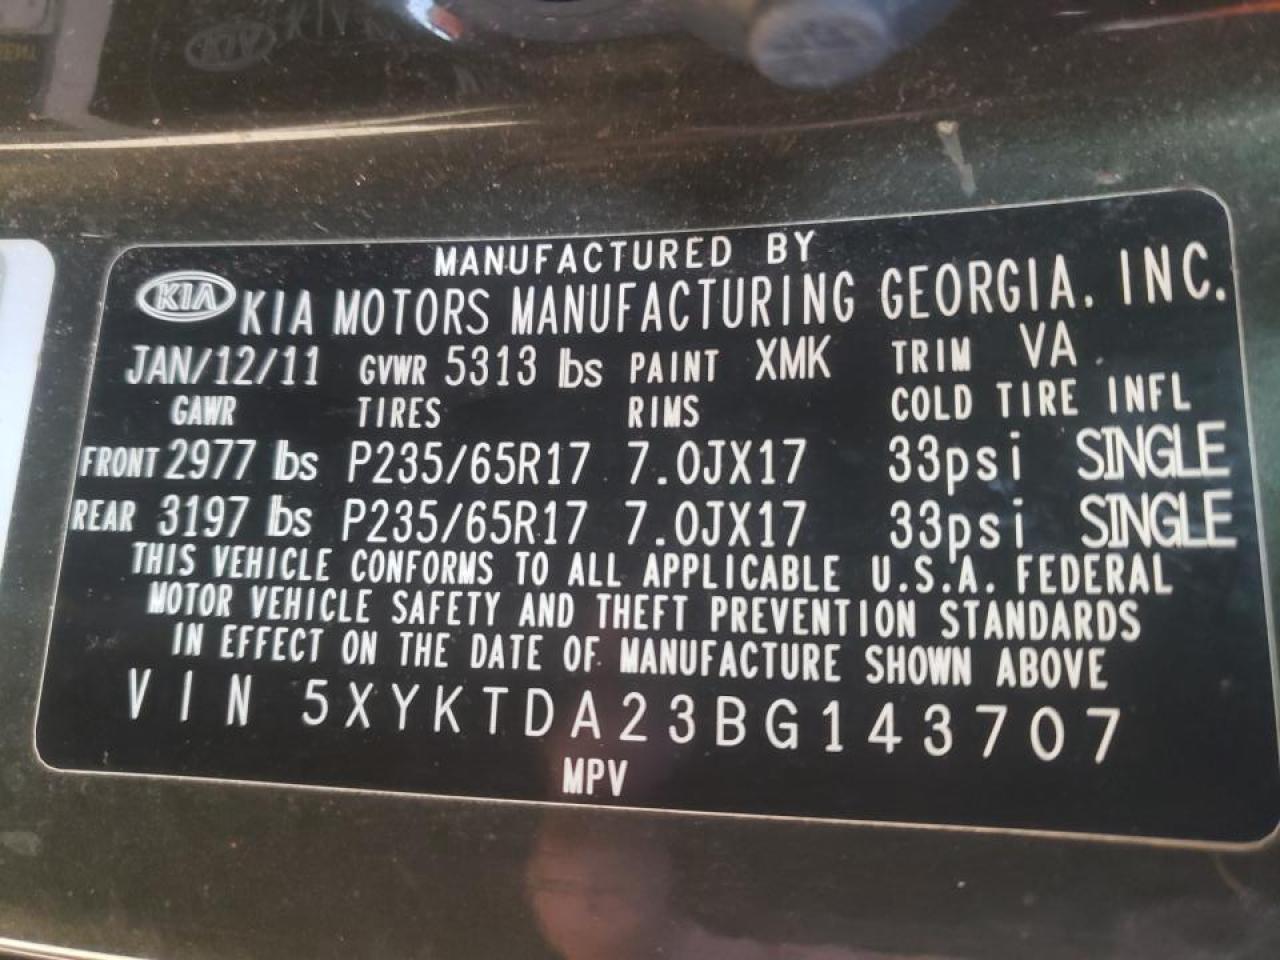 MANUFACTURED BY
KIA KIA MOTORS MANUFACTURING GEORGIA. INC.
JAN/12/11 GVWR 5313 lbs PAINT XMK TRIM VA
GAWR TIRES RIMS COLD TIRE INFL
FRONT 2977 lbs P235/65R17 7.0JX17 33psi SINGLE
REAR 3197 lbs P235/65R17 7.0JX17 33psi SINGLE
THIS VEHICLE CONFORMS TO ALL APPLICABLE U.S.A. FEDERAL
MOTOR VEHICLE SAFETY AND THEFT PREVENTION STANDARDS
IN EFFECT ON THE DATE OF MANUFACTURE SHOWN ABOVE
VIN 5XYKTDA23BG143707
MPV